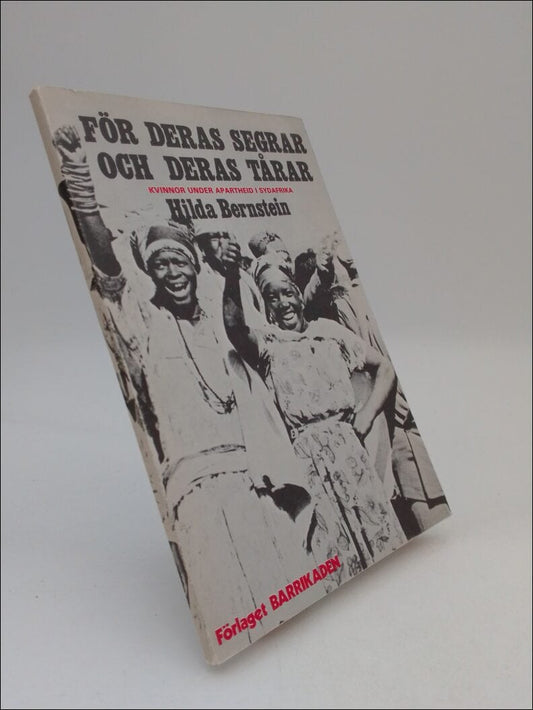 FÖR DERAS SEGRAR
OCH DERAS TÅRAR
KVINNOR UNDER APARTHEID I SYDAFRIKA
Hilda Bernstein
Förlaget BARRIKADEN